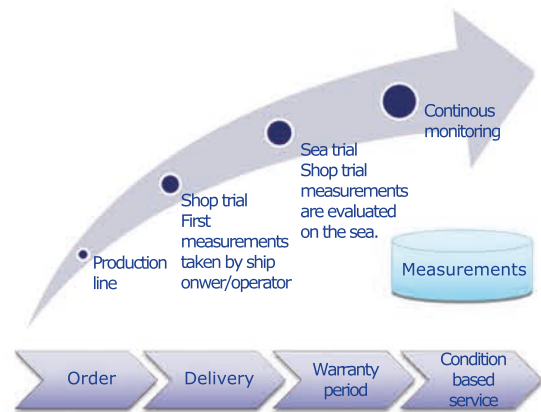 Continous
monitoring
Sea trial
Shop trial
measurements
are evaluated
on the sea.
Shop trial
First
measurements
taken by ship
onwer/operator
Production
line
Measurements
Order
Delivery
Warranty
period
Condition
based
service